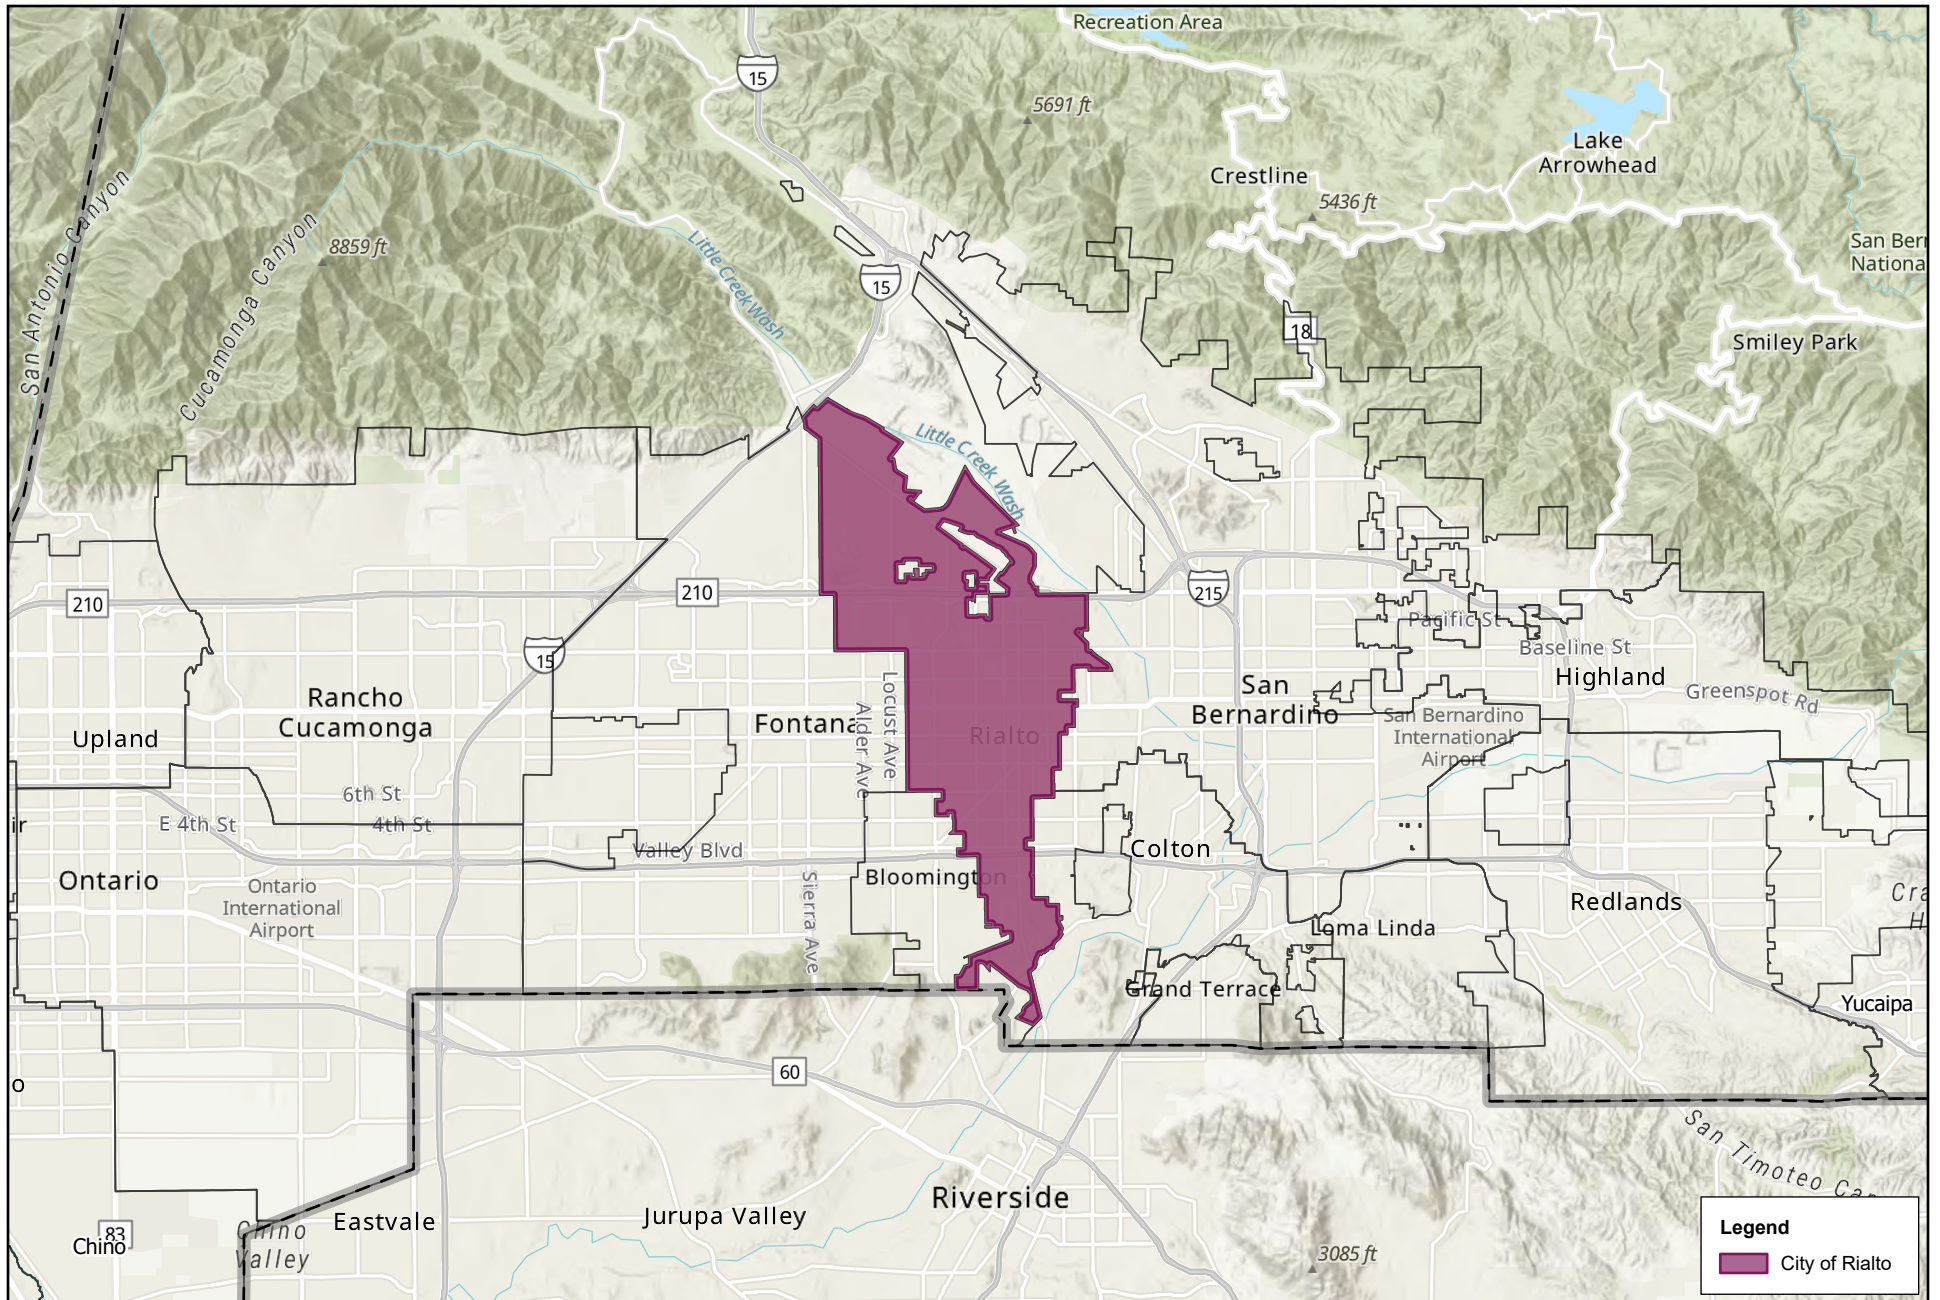 Recreation Area
15
5691 ft
Lake
Arrowhead
Crestline
5436 ft
San Antonio Canyon
Cucamonga Canyon
8859 ft
Little Creek Wash
15
San Ber
Nationa
18
Smiley Park
Little Creek Wash
210
210
215
15
Pacific St
Baseline St
Highland
Greenspot Rd
Rancho
Cucamonga
Upland
Fontana
Locust Ave
Alder Ave
Rialto
San
Bernardino
San Bernardino
International
Airport
6th St
E 4th St
4th St
ir
Valley Blvd
Colton
Bloomington
Ontario
Ontario
International
Airport
Sierra Ave
Redlands
Cra
H
Loma Linda
Grand Terrace
Yucaipa
60
o
San Timoteo Can
Riverside
Jurupa Valley
Eastvale
Chino
Valley
83
Chino
3085 ft
Legend
City of Rialto